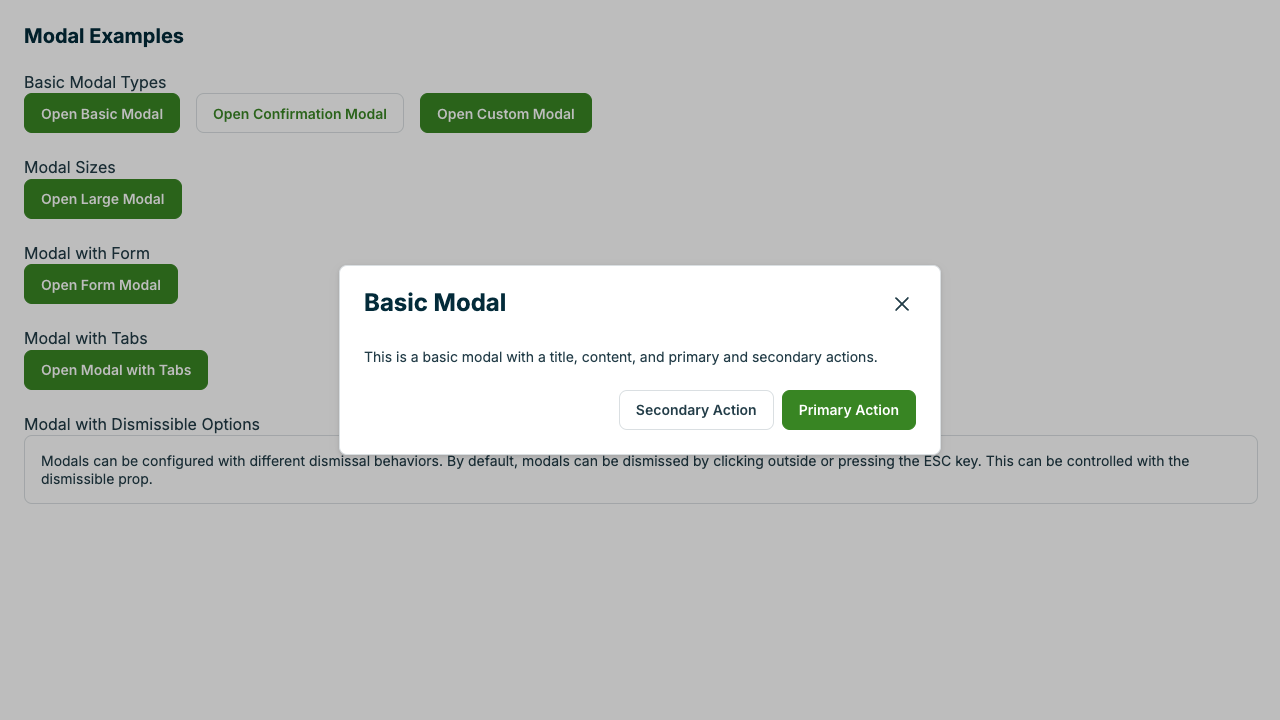 Modal Examples
Basic Modal Types
Open Basic Modal
Open Confirmation Modal
Open Custom Modal
Modal Sizes
Open Large Modal
Modal with Form
Open Form Modal
Modal with Tabs
Open Modal with Tabs
Modal with Dismissible Options
Modals can be configured with different dismissal behaviors. By default, modals can be dismissed by clicking outside or pressing the ESC key. This can be controlled with the
dismissible prop.
Basic Modal
This is a basic modal with a title, content, and primary and secondary actions.
Secondary Action
Primary Action